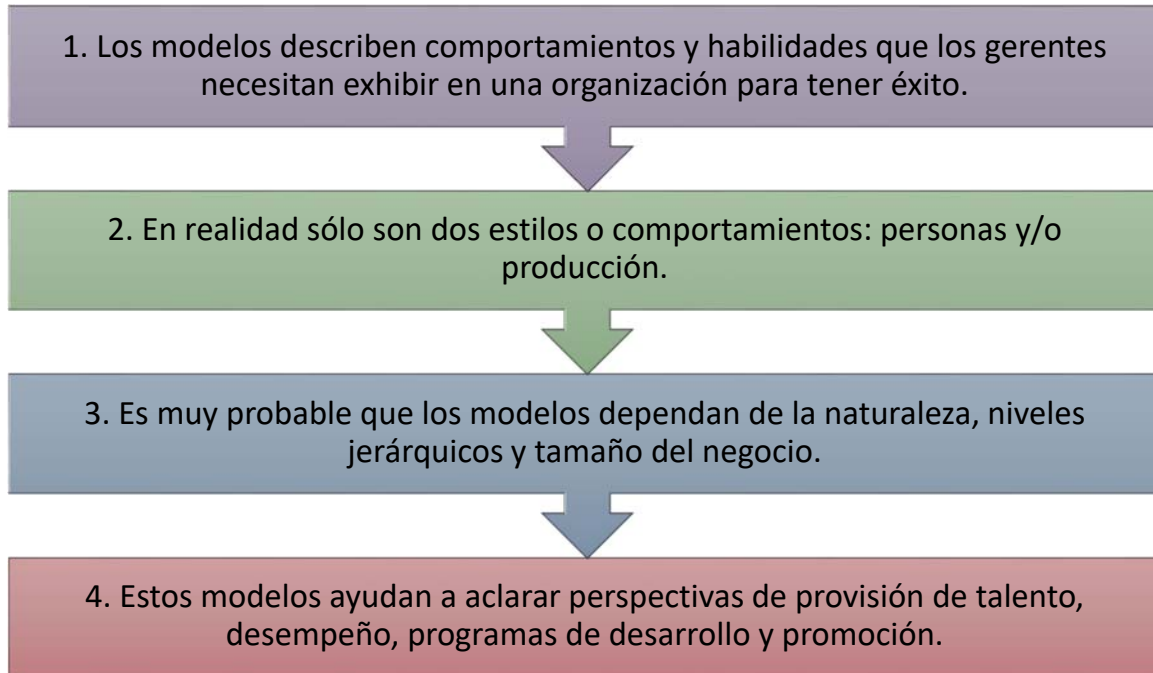 1. Los modelos describen comportamientos y habilidades que los gerentes
necesitan exhibir en una organización para tener éxito.
2. En realidad sólo son dos estilos o comportamientos: personas y/o
producción.
3. Es muy probable que los modelos dependan de la naturaleza, niveles
jerárquicos y tamaño del negocio.
4. Estos modelos ayudan a aclarar perspectivas de provisión de talento,
desempeño, programas de desarrollo y promoción.